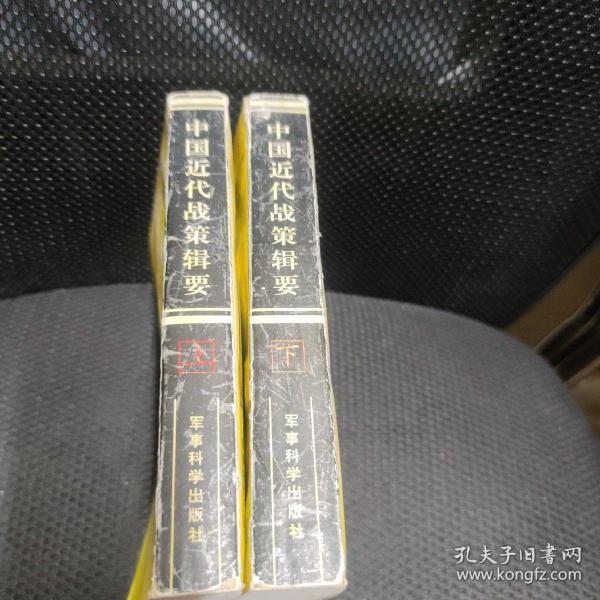 中国近代战策辑要
上
军事科学出版社
中国近代战策辑要
下
军事科学出版社
孔夫子旧书网
www.kongfz.com